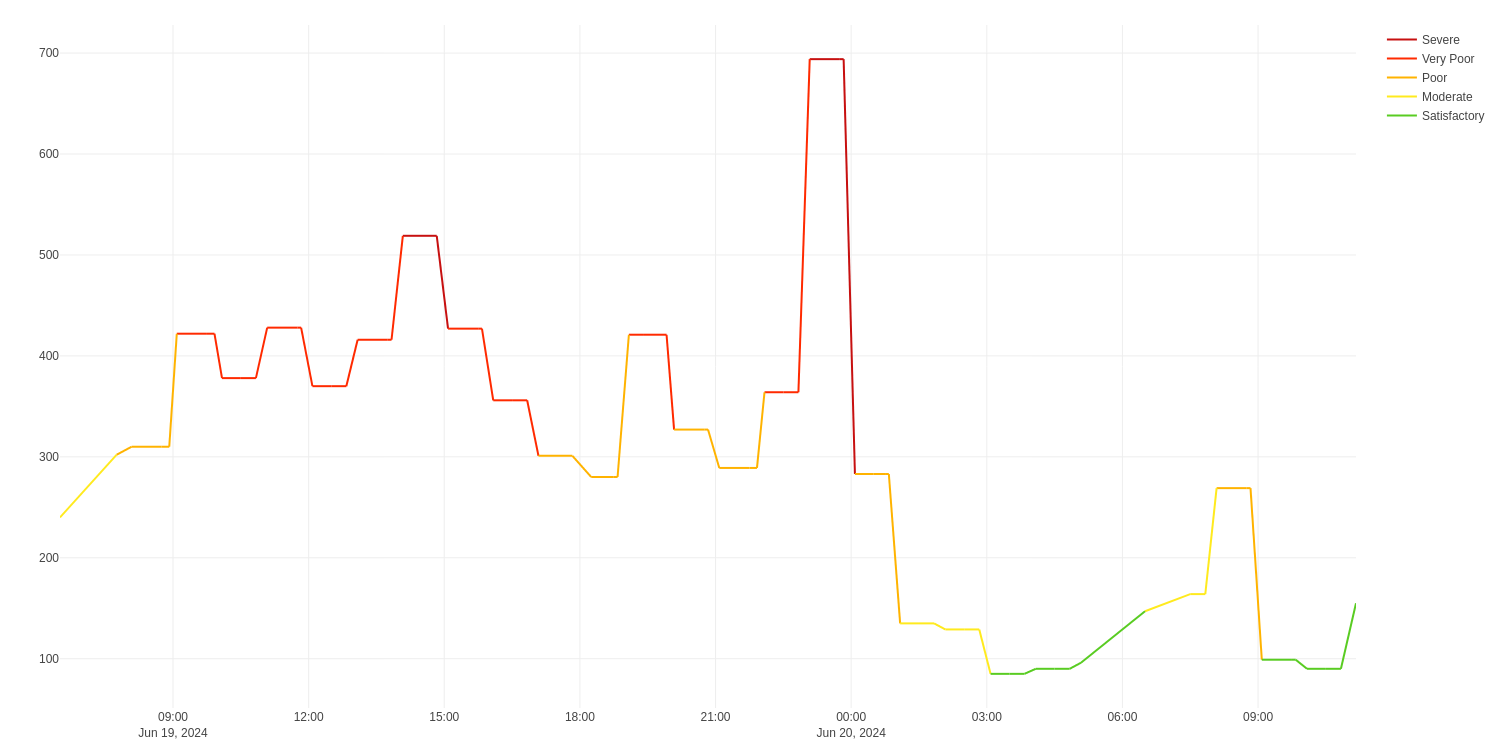 700
600
500
400
300
200
100
09:00
Jun 19, 2024
12:00
15:00
18:00
21:00
00:00
Jun 20, 2024
03:00
06:00
09:00
Severe
Very Poor
Poor
Moderate
Satisfactory